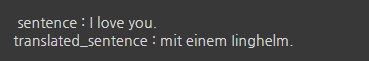 sentence : I love you.
translated_sentence : mit einem linghelm.